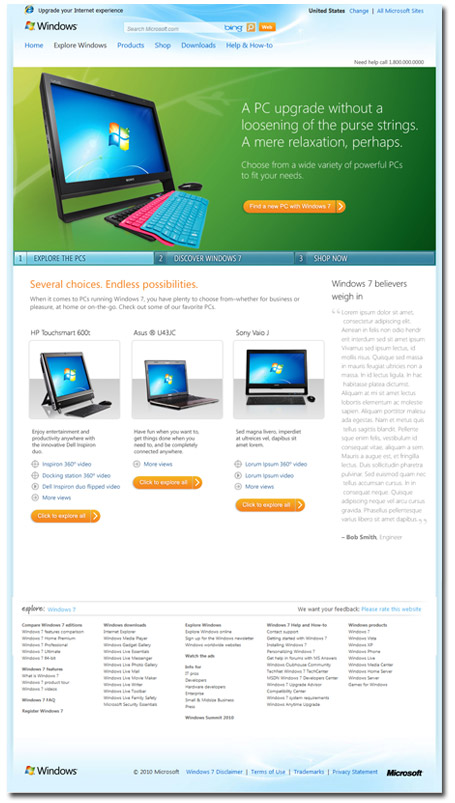 Upgrade your Internet experience
United States Change | All Microsoft Sites
Windows
Search Microsoft.com bing Web
Home Explore Windows Products Shop Downloads Help & How-to
Need help call 1.800.000.0000
A PC upgrade without a
loosening of the purse strings.
A mere relaxation, perhaps.
Choose from a wide variety of powerful PCs
to fit your needs.
Find a new PC with Windows 7
1 EXPLORE THE PCS 2 DISCOVER WINDOWS 7 3 SHOP NOW
Several choices. Endless possibilities.
When it comes to PCs running Windows 7, you have plenty to choose from–whether for business or
pleasure, at home or on-the-go. Check out some of our favorite PCs.
HP Touchsmart 600t
Enjoy entertainment and
productivity anywhere with
the innovative Dell Inspiron
duo.
Inspiron 360º video
Docking station 360º video
Dell Inspiron duo flipped video
More views
Click to explore all
Asus ® U43JC
Have fun when you want to,
get things done when you
need to, and be completely
connected anywhere.
More views
Click to explore all
Sony Vaio J
Sed magna livero, imperdiet
at ultrices vel, dapibus sit
amet lorem.
Lorum Ipsum 360º video
Lorum Ipsum video
More views
Click to explore all
Windows 7 believers
weigh in
Lorem ipsum dolor sit amet,
consectetur adipiscing elit.
Aenean in felis non odio hendr
erit interdum sed sit amet ipsum
Vivamus sed ipsum lectus, id
mollis risus. Quisque sed massa
in mauris feugiat ultricies non a
massa. In id lectus ligula. In hac
habitasse platea dictumst.
Aliquam at mi sit amet lectus
lobortis elementum ac molestie
sapien. Aliquam porttitor malesu
ada egestas. Nam et metus quis
tellus sagitis blandit. Pellente
sque enim felis, vestibulum id
consequat vitae, aliquam a sem.
Mauris a augue est, et fringilla
lectus. Duis sollicitudin pharetra
pulvinar. Sed euismod quam nec
tellus accumsan cursus. In in
consequat neque. Quisque
adipiscing neque vel arcu cursus
gravida. Phasellus pellentesque
varius libero sit amet dapibus
– Bob Smith, Engineer
explore: Windows 7
We want your feedback: Please rate this website
Compare Windows 7 editions
Windows 7 features comparison
Windows 7 Home Premium
Windows 7 Professional
Windows 7 Ultimate
Windows 7 64-bit
Windows 7 features
What is Windows 7
Windows 7 product tour
Windows 7 videos
Windows 7 FAQ
Register Windows 7
Windows downloads
Internet Explorer
Windows Media Player
Windows Gadget Gallery
Windows Live Essentials
Windows Live Messenger
Windows Live Photo Gallery
Windows Live Mail
Windows Live Movie Maker
Windows Live Writer
Windows Live Toolbar
Windows Live Family Safety
Microsoft Security Essentials
Explore Windows
Explore Windows online
Sign up for the Windows newsletter
Windows worldwide websites
Watch the ads
Info for
IT pros
Developers
Hardware developers
Enterprise
Small & Midsize Business
Press
Windows Summit 2010
Windows 7 Help and How-to
Contact support
Getting started with Windows 7
Installing Windows 7
Personalizing Windows 7
Get help in forums with MS Answers
Windows Clubhouse Community
TechNet Windows 7 TechCenter
MSDN Windows 7 Developers Center
Windows 7 Upgrade Advisor
Compatibility Center
Windows 7 system requirements
Windows Anytime Upgrade
Windows products
Windows 7
Windows Vista
Windows XP
Windows Phone
Windows Live
Windows Media Center
Windows Home Server
Windows Server
Games for Windows
Windows
© 2010 Microsoft Windows 7 Disclaimer | Terms of Use | Trademarks | Privacy Statement Microsoft